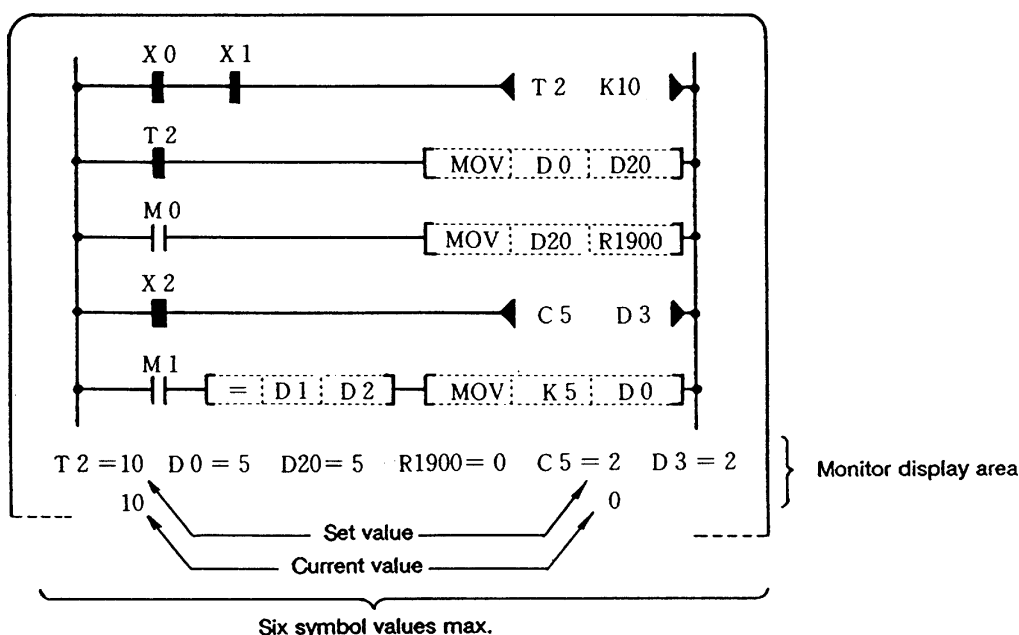 X0 X1
T2 K10
T2
MOV D0 D20
M0
MOV D20 R1900
X2
C5 D3
M1
= D1 D2 MOV K5 D0
T2=10 D0=5 D20=5 R1900=0 C5=2 D3=2
Monitor display area
10 0
Set value
Current value
Six symbol values max.